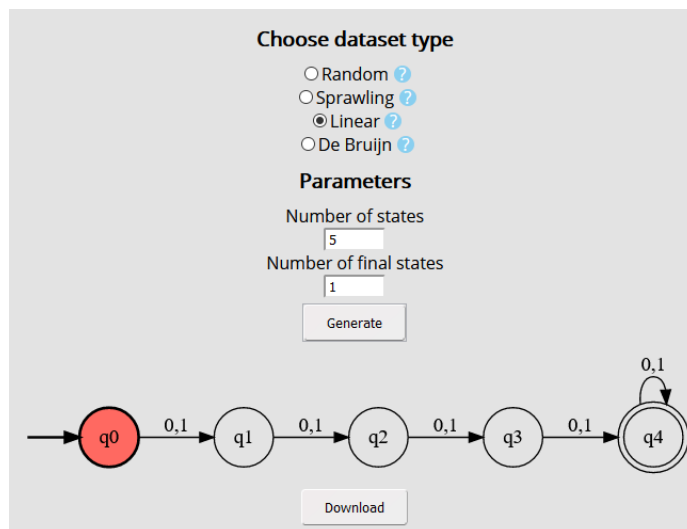 Choose dataset type
Random ?
Sprawling ?
Linear ?
De Bruijn ?
Parameters
Number of states
5
Number of final states
1
Generate
0,1
q0 0,1 q1 0,1 q2 0,1 q3 0,1 q4
Download